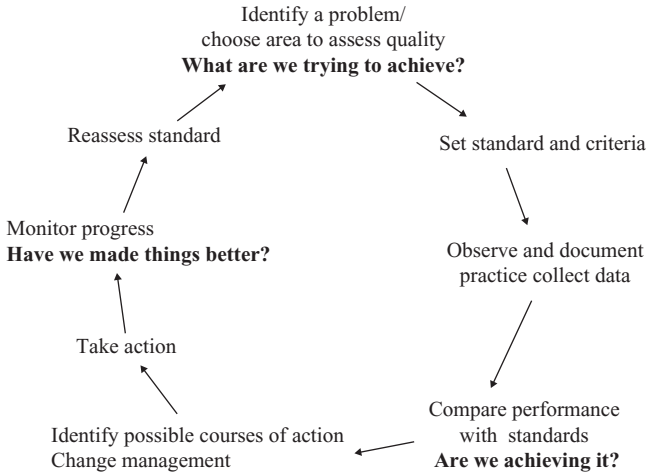 Identify a problem/
choose area to assess quality
What are we trying to achieve?
Set standard and criteria
Observe and document
practice collect data
Compare performance
with standards
Are we achieving it?
Identify possible courses of action
Change management
Take action
Monitor progress
Have we made things better?
Reassess standard